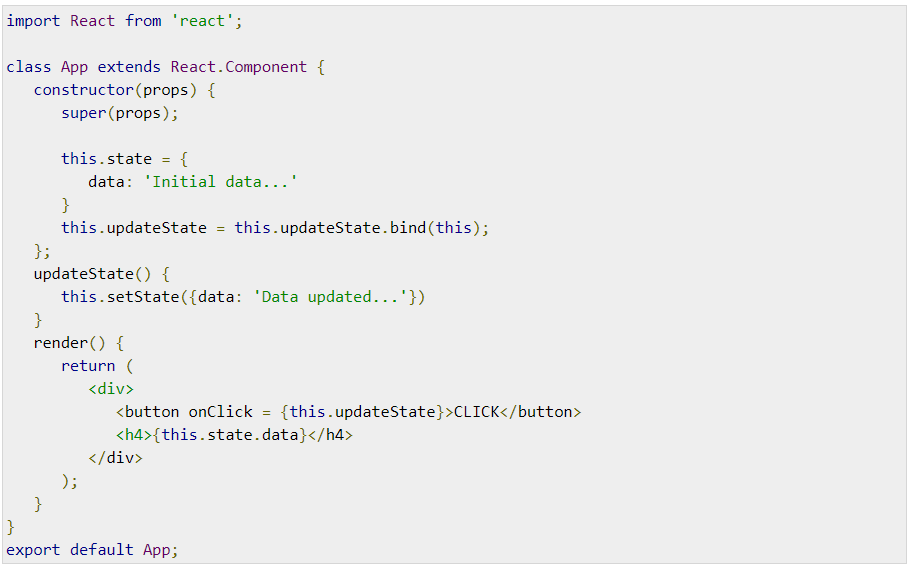 import React from 'react';

class App extends React.Component {
   constructor(props) {
      super(props);

      this.state = {
         data: 'Initial data...'
      }
      this.updateState = this.updateState.bind(this);
   };
   updateState() {
      this.setState({data: 'Data updated...'})
   }
   render() {
      return (
         <div>
            <button onClick = {this.updateState}>CLICK</button>
            <h4>{this.state.data}</h4>
         </div>
      );
   }
}
export default App;